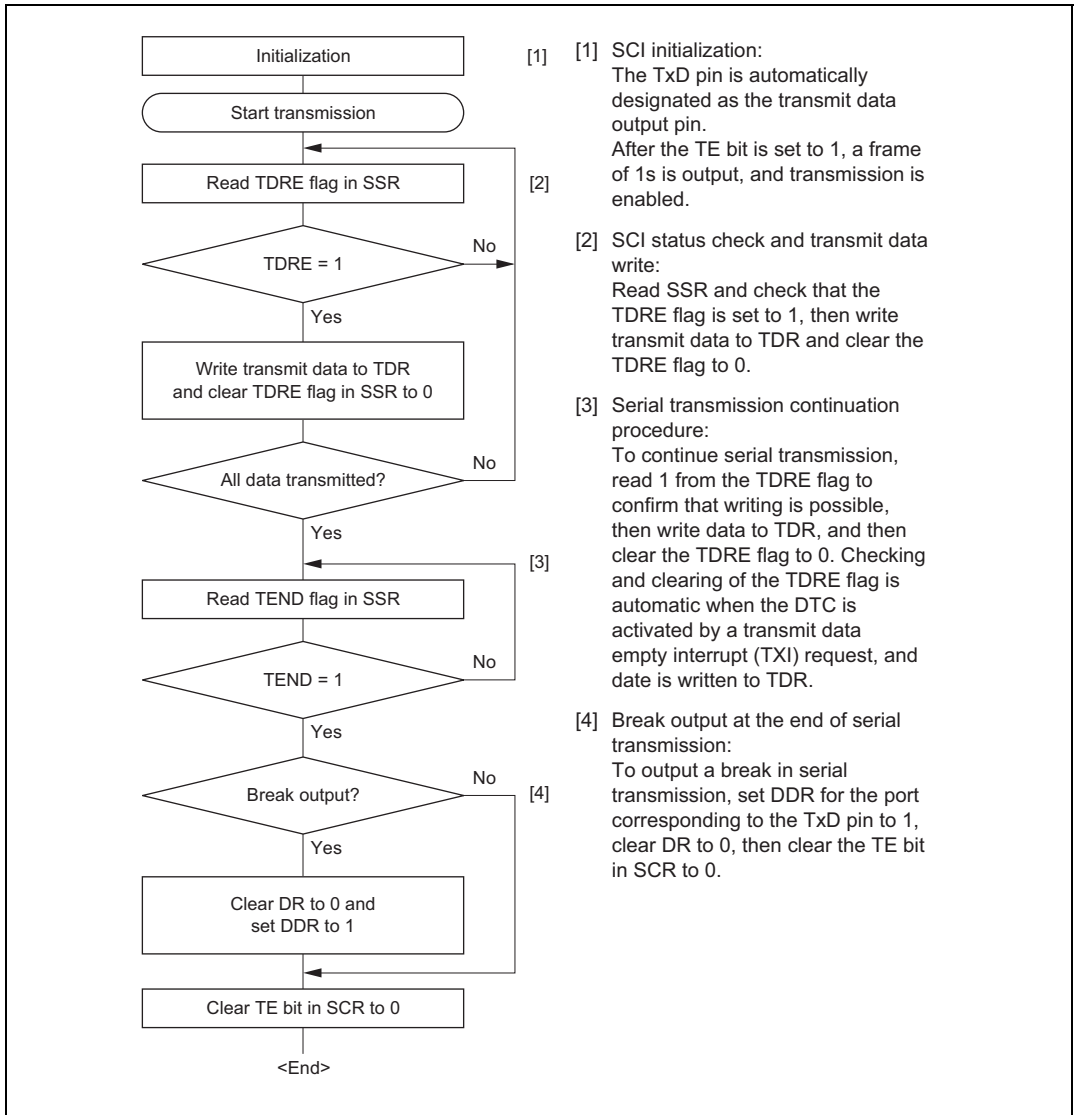 Initialization
[1]
Start transmission
Read TDRE flag in SSR
[2]
TDRE = 1
No
Yes
Write transmit data to TDR
and clear TDRE flag in SSR to 0
All data transmitted?
No
Yes
[3]
Read TEND flag in SSR
TEND = 1
No
Yes
Break output?
No
[4]
Yes
Clear DR to 0 and
set DDR to 1
Clear TE bit in SCR to 0
<End>
[1] SCI initialization:
The TxD pin is automatically
designated as the transmit data
output pin.
After the TE bit is set to 1, a frame
of 1s is output, and transmission is
enabled.
[2] SCI status check and transmit data
write:
Read SSR and check that the
TDRE flag is set to 1, then write
transmit data to TDR and clear the
TDRE flag to 0.
[3] Serial transmission continuation
procedure:
To continue serial transmission,
read 1 from the TDRE flag to
confirm that writing is possible,
then write data to TDR, and then
clear the TDRE flag to 0. Checking
and clearing of the TDRE flag is
automatic when the DTC is
activated by a transmit data
empty interrupt (TXI) request, and
date is written to TDR.
[4] Break output at the end of serial
transmission:
To output a break in serial
transmission, set DDR for the port
corresponding to the TxD pin to 1,
clear DR to 0, then clear the TE bit
in SCR to 0.